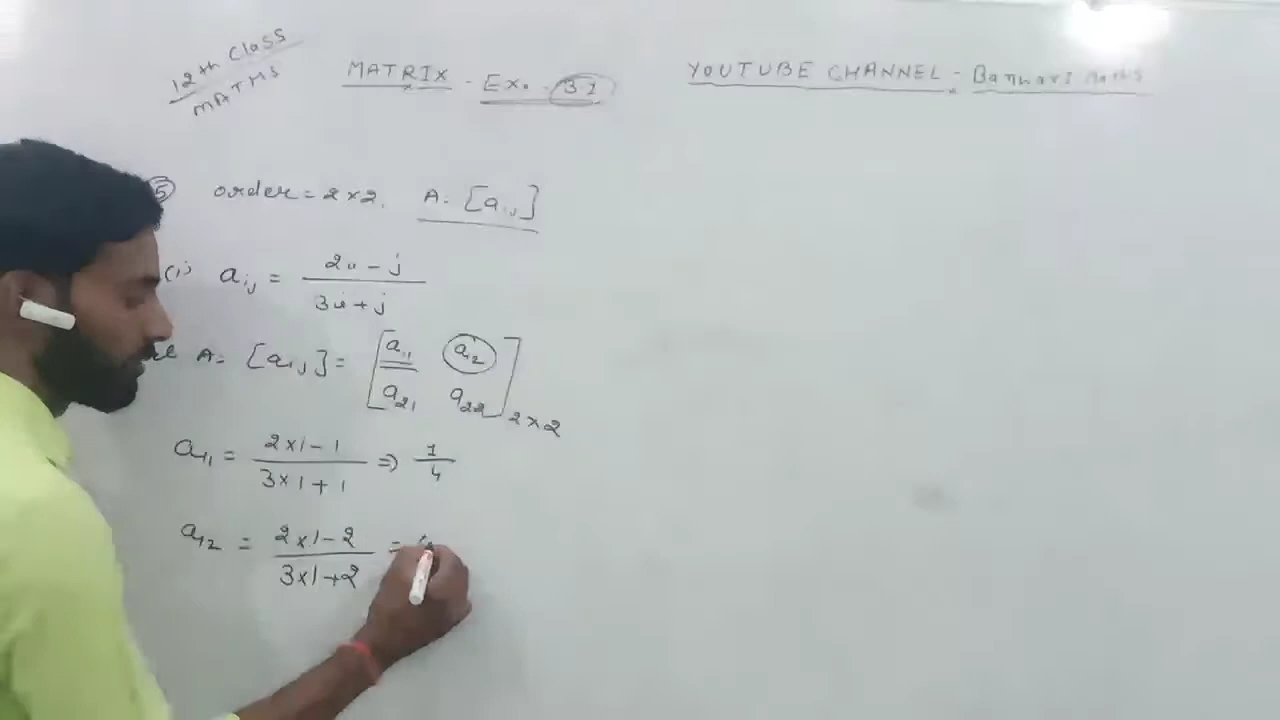 12th Class
MATHS
MATRIX - Ex. - 3.1
YOUTUBE CHANNEL - Banwari Maths
5 order = 2×2. A = [aij]
(i) aij = (2i - j)/(3i + j)
A = [aij] = [a11 a12
a21 a22]2×2
a11 = (2×1-1)/(3×1+1) ⇒ 1/4
a12 = (2×1-2)/(3×1+2) =